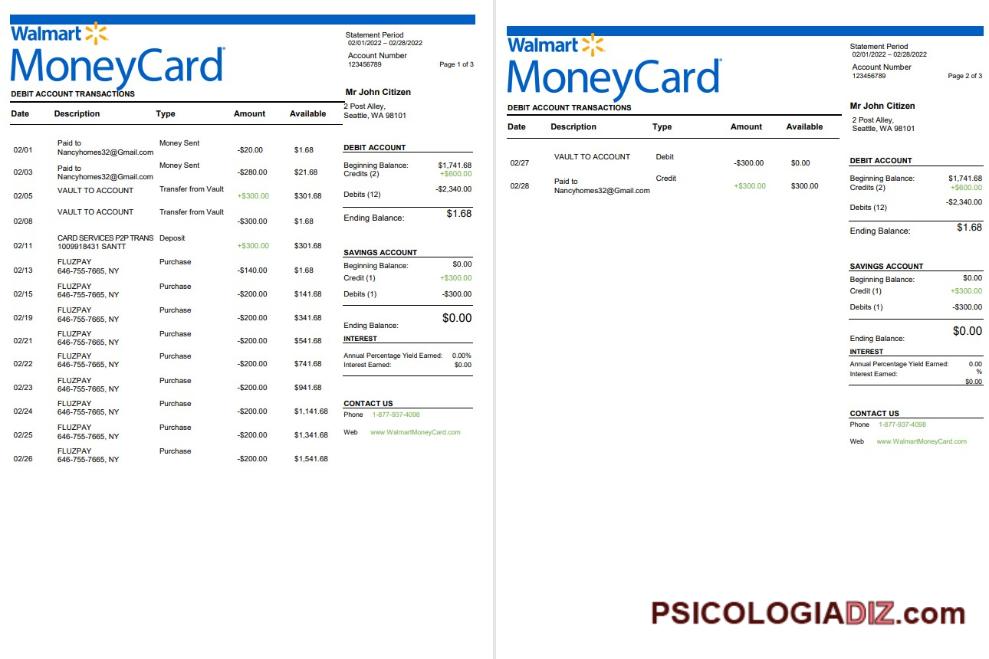 Walmart
MoneyCard
Statement Period
02/01/2022 – 02/28/2022
Account Number
123456789 Page 1 of 3
DEBIT ACCOUNT TRANSACTIONS
Mr John Citizen
2 Post Alley,
Seattle, WA 98101
Date Description Type Amount Available
02/01 Paid to Nancyhomes32@Gmail.com Money Sent -$20.00 $1.68
02/03 Paid to Nancyhomes32@Gmail.com Money Sent -$280.00 $21.68
02/05 VAULT TO ACCOUNT Transfer from Vault +$300.00 $301.68
02/08 VAULT TO ACCOUNT Transfer from Vault -$300.00 $1.68
02/11 CARD SERVICES P2P TRANS 1009918431 SANTT Deposit +$300.00 $301.68
02/13 FLUZPAY 646-755-7665, NY Purchase -$140.00 $1.68
02/15 FLUZPAY 646-755-7665, NY Purchase -$200.00 $141.68
02/19 FLUZPAY 646-755-7665, NY Purchase -$200.00 $341.68
02/21 FLUZPAY 646-755-7665, NY Purchase -$200.00 $541.68
02/22 FLUZPAY 646-755-7665, NY Purchase -$200.00 $741.68
02/23 FLUZPAY 646-755-7665, NY Purchase -$200.00 $941.68
02/24 FLUZPAY 646-755-7665, NY Purchase -$200.00 $1,141.68
02/25 FLUZPAY 646-755-7665, NY Purchase -$200.00 $1,341.68
02/26 FLUZPAY 646-755-7665, NY Purchase -$200.00 $1,541.68
DEBIT ACCOUNT
Beginning Balance: $1,741.68
Credits (2) +$600.00
Debits (12) -$2,340.00
Ending Balance: $1.68
SAVINGS ACCOUNT
Beginning Balance: $0.00
Credit (1) +$300.00
Debits (1) -$300.00
Ending Balance: $0.00
INTEREST
Annual Percentage Yield Earned: 0.00%
Interest Earned: $0.00
CONTACT US
Phone 1-877-937-4098
Web www.WalmartMoneyCard.com
Walmart
MoneyCard
Statement Period
02/01/2022 – 02/28/2022
Account Number
123456789 Page 2 of 3
DEBIT ACCOUNT TRANSACTIONS
Mr John Citizen
2 Post Alley,
Seattle, WA 98101
Date Description Type Amount Available
02/27 VAULT TO ACCOUNT Debit -$300.00 $0.00
02/28 Paid to Nancyhomes32@Gmail.com Credit +$300.00 $300.00
DEBIT ACCOUNT
Beginning Balance: $1,741.68
Credits (2) +$600.00
Debits (12) -$2,340.00
Ending Balance: $1.68
SAVINGS ACCOUNT
Beginning Balance: $0.00
Credit (1) +$300.00
Debits (1) -$300.00
Ending Balance: $0.00
INTEREST
Annual Percentage Yield Earned: 0.00
%
Interest Earned:
$0.00
CONTACT US
Phone 1-877-937-4098
Web www.WalmartMoneyCard.com
PSICOLOGIADIZ.com